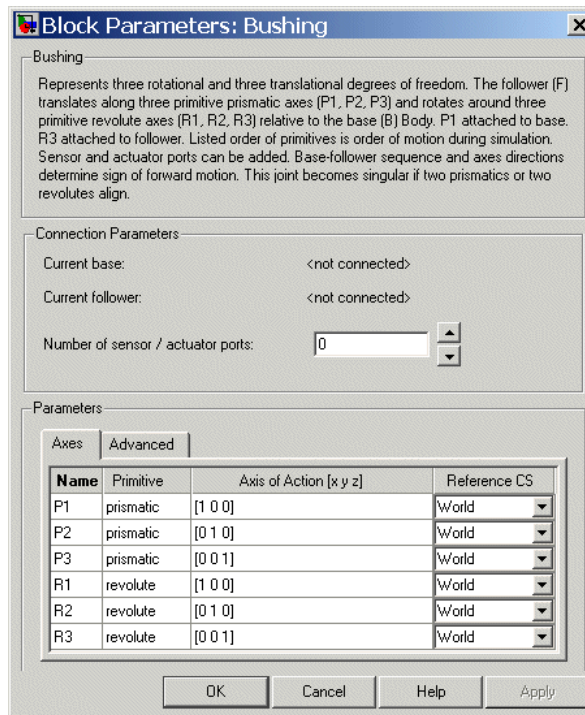 Block Parameters: Bushing
Bushing
Represents three rotational and three translational degrees of freedom. The follower (F)
translates along three primitive prismatic axes (P1, P2, P3) and rotates around three
primitive revolute axes (R1, R2, R3) relative to the base (B) Body. P1 attached to base.
R3 attached to follower. Listed order of primitives is order of motion during simulation.
Sensor and actuator ports can be added. Base-follower sequence and axes directions
determine sign of forward motion. This joint becomes singular if two prismatics or two
revolutes align.
Connection Parameters
Current base: <not connected>
Current follower: <not connected>
Number of sensor / actuator ports: 0
Parameters
Axes Advanced
Name Primitive Axis of Action [x y z] Reference CS
P1 prismatic [1 0 0] World
P2 prismatic [0 1 0] World
P3 prismatic [0 0 1] World
R1 revolute [1 0 0] World
R2 revolute [0 1 0] World
R3 revolute [0 0 1] World
OK Cancel Help Apply